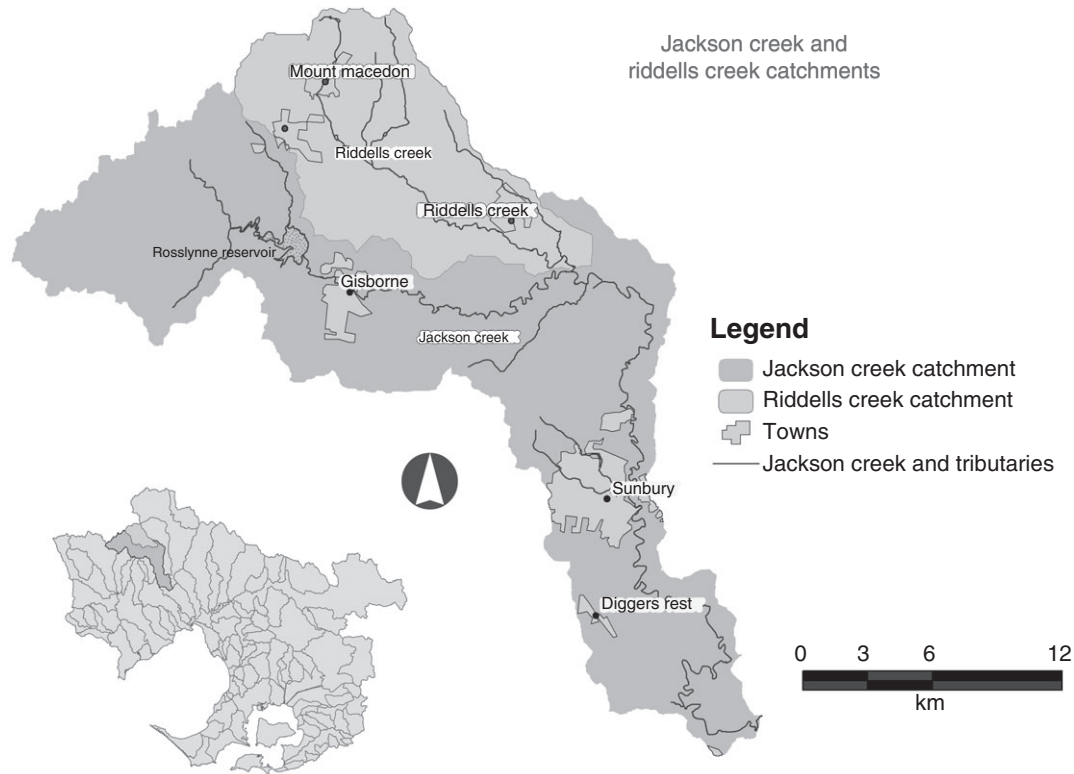 Jackson creek and
riddells creek catchments
Mount macedon
Riddells creek
Riddells creek
Rosslynne reservoir
Gisborne
Jackson creek
Legend
Jackson creek catchment
Riddells creek catchment
Towns
Jackson creek and tributaries
Sunbury
Diggers rest
0 3 6 12
km